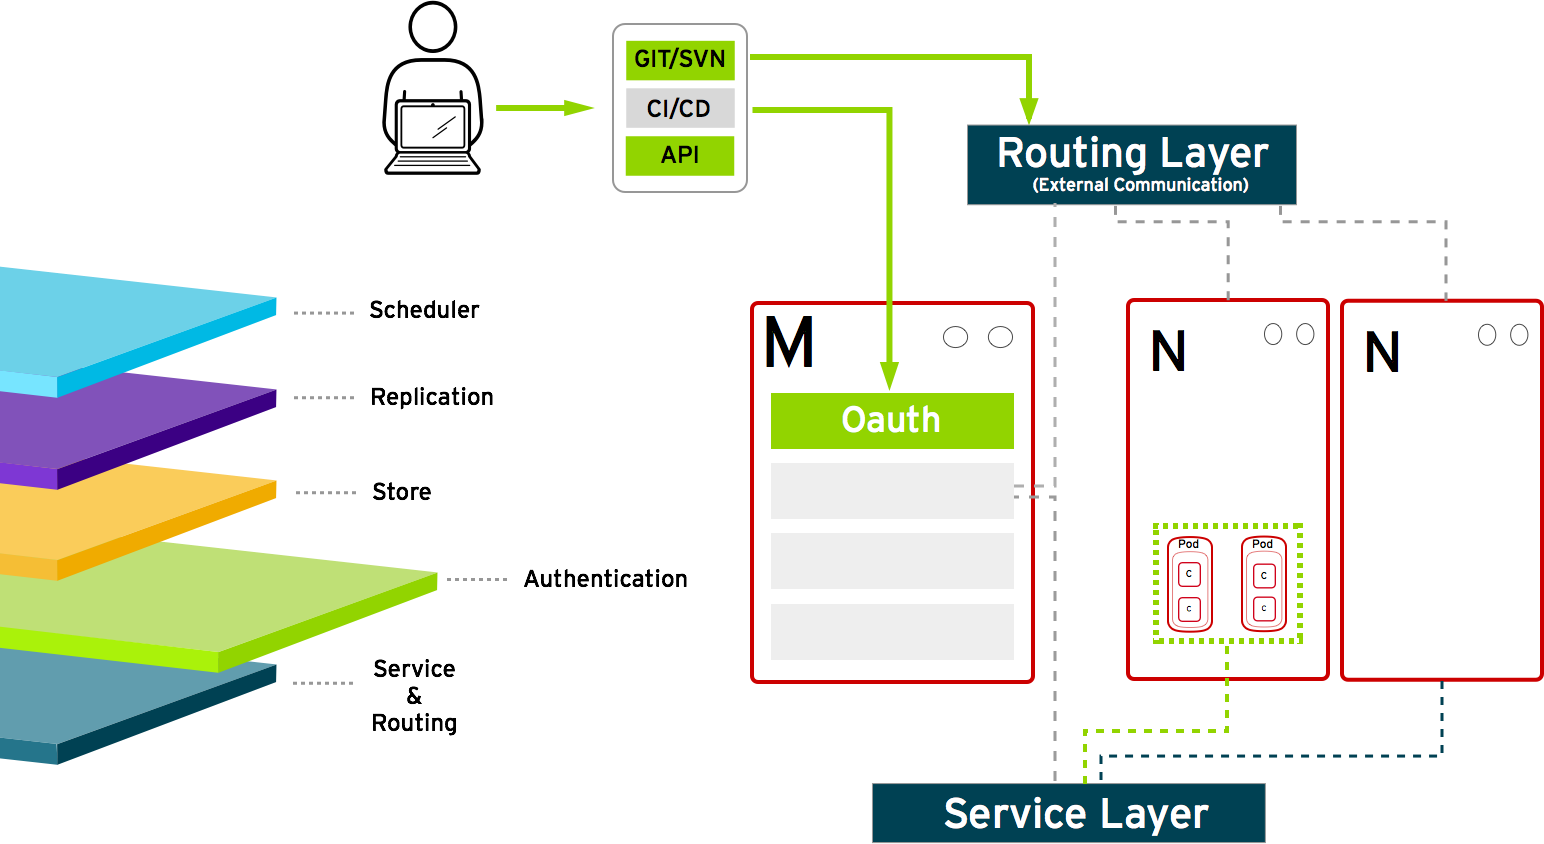 GIT/SVN
CI/CD
API
Routing Layer
(External Communication)
Scheduler
Replication
Store
Authentication
Service
&
Routing
M
Oauth
N
N
Pod
Pod
C
C
C
C
Service Layer